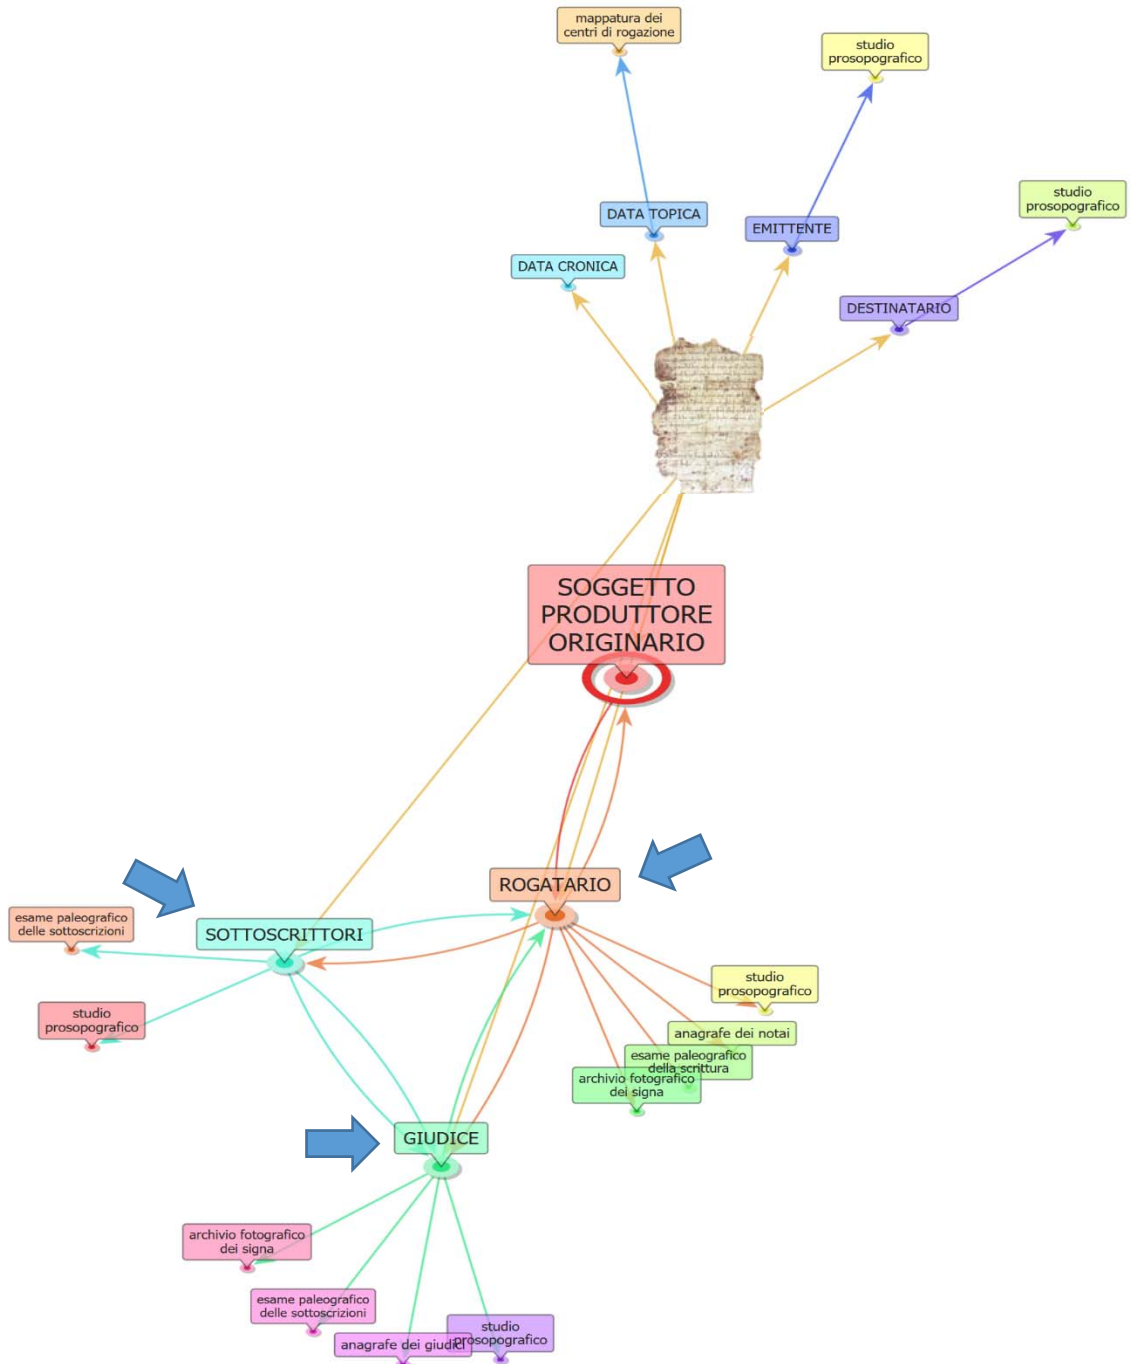 mappatura dei
centri di rogazione
studio
prosopografico
studio
prosopografico
DATA TOPICA
EMITTENTE
DATA CRONICA
DESTINATARIO
SOGGETTO
PRODUTTORE
ORIGINARIO
ROGATARIO
esame paleografico
delle sottoscrizioni
SOTTOSCRITTORI
studio
prosopografico
studio
prosopografico
anagrafe dei notai
esame paleografico
della scrittura
archivio fotografico
dei signa
GIUDICE
archivio fotografico
dei signa
esame paleografico
delle sottoscrizioni
studio
prosopografico
anagrafe dei giudici